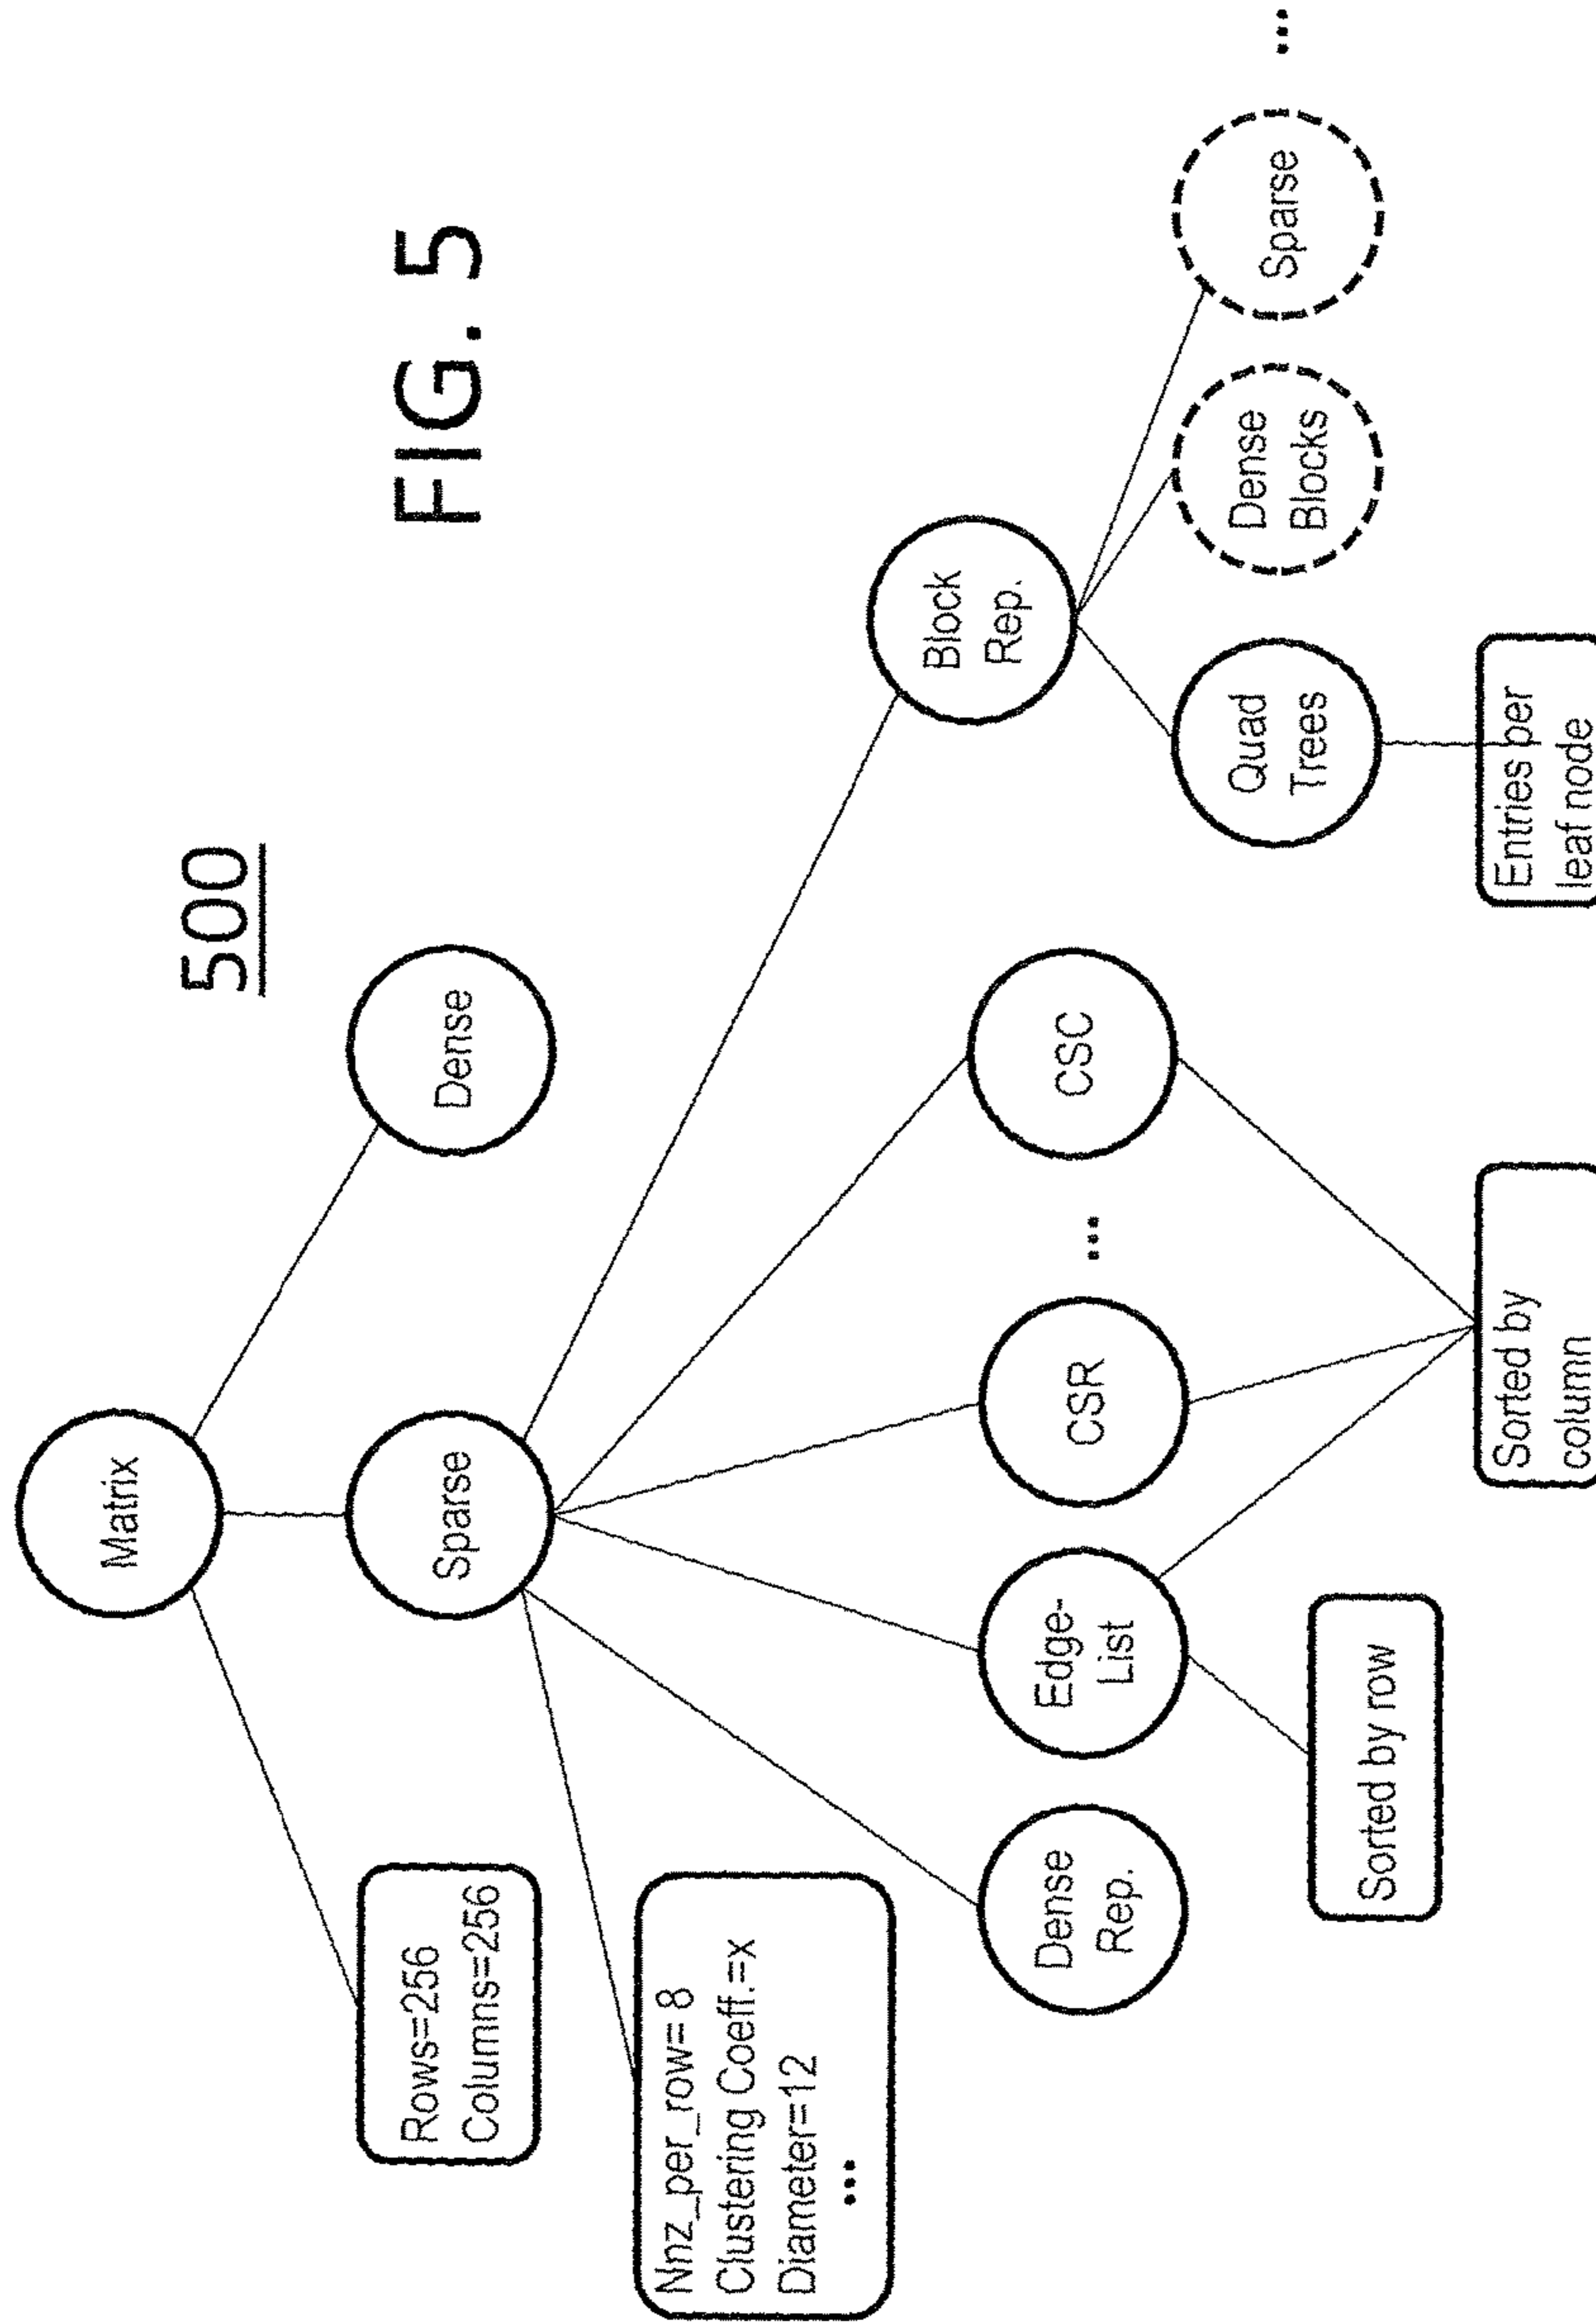 500
FIG. 5
Matrix
Rows=256
Columns=256
Sparse
Dense
Nnz_per_row= 8
Clustering Coeff.=x
Diameter=12
...
Dense
Rep.
Edge-
List
CSR
...
CSC
Block
Rep.
Sorted by row
Sorted by
column
Quad
Trees
Dense
Blocks
Sparse
...
Entries per
leaf node